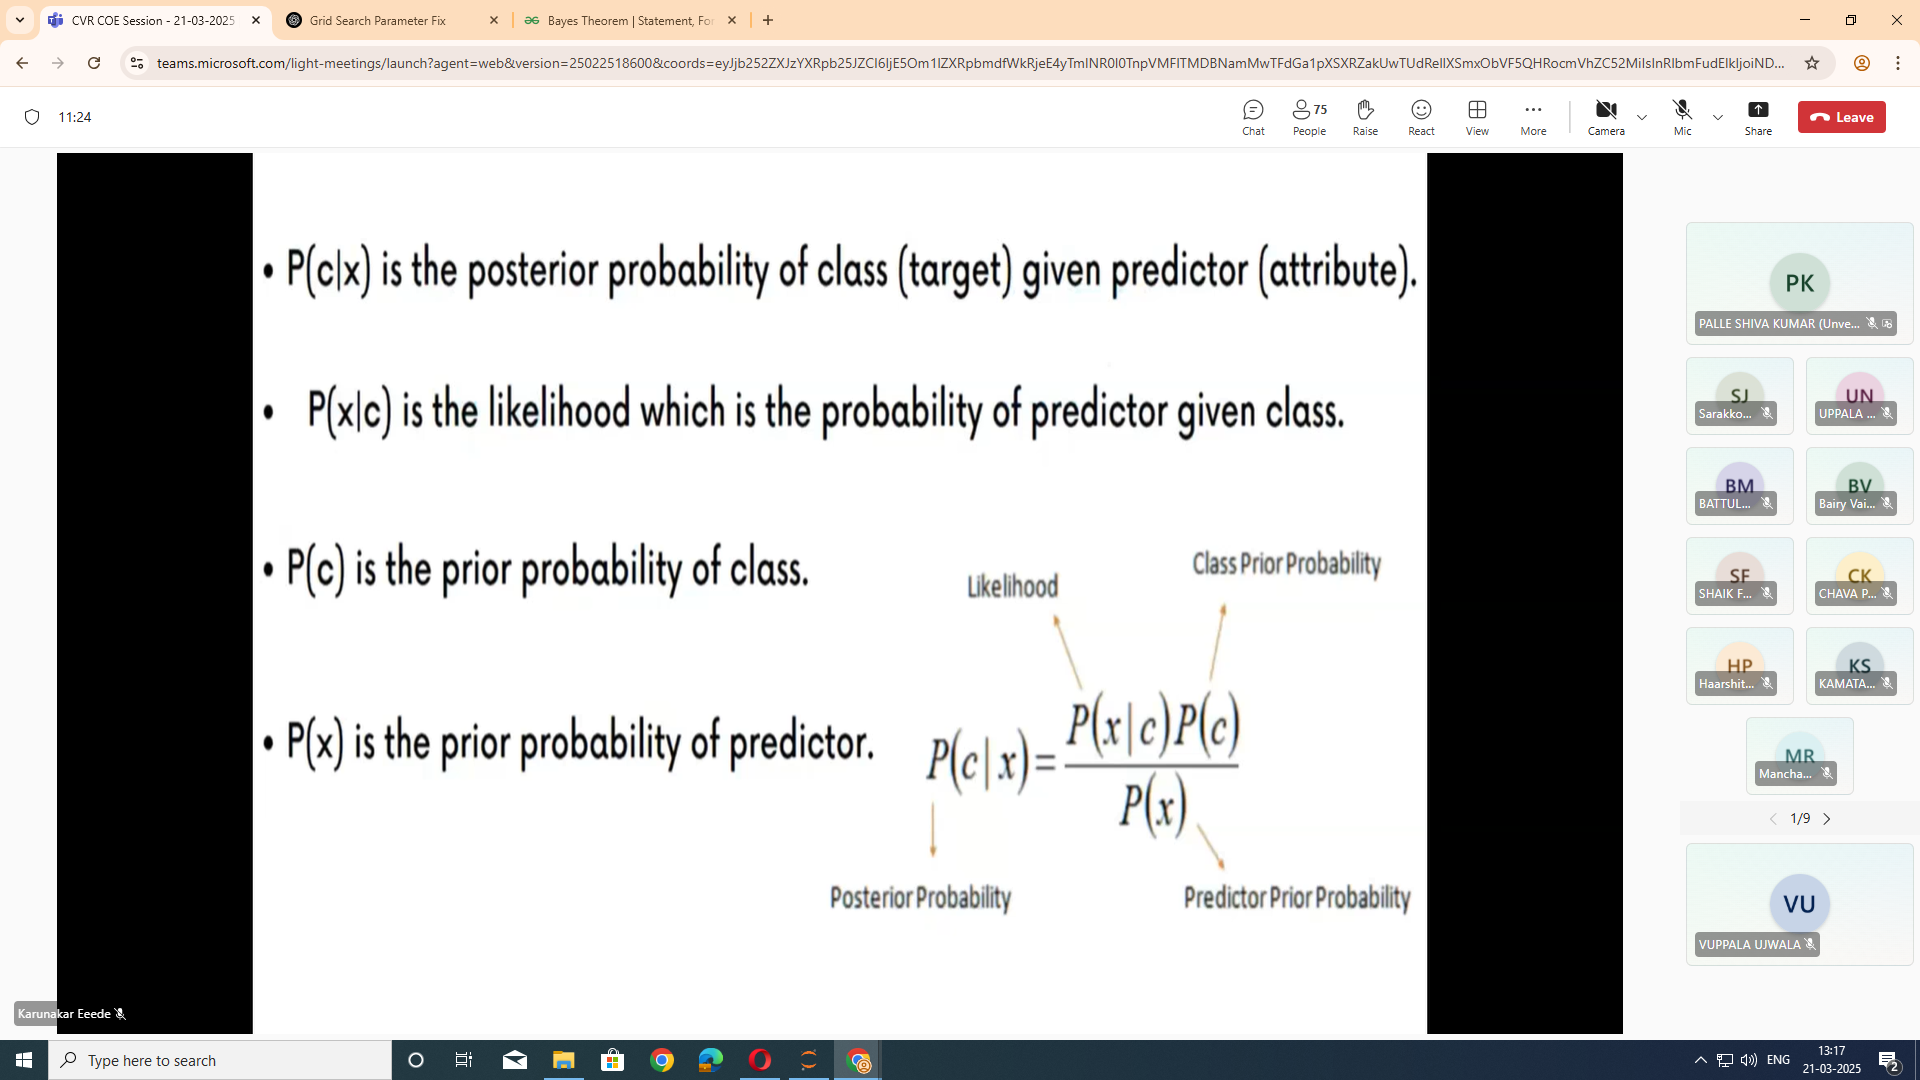 CVR COE Session - 21-03-2025
Grid Search Parameter Fix
Bayes Theorem | Statement, For
teams.microsoft.com/light-meetings/launch?agent=web&version=25022518600&coords=
11:24
Chat
75
People
Raise
React
View
More
Camera
Mic
Share
Leave
• P(c|x) is the posterior probability of class (target) given predictor (attribute).
• P(x|c) is the likelihood which is the probability of predictor given class.
• P(c) is the prior probability of class.
• P(x) is the prior probability of predictor.
Likelihood
Class Prior Probability
P(c|x) = P(x|c)P(c) / P(x)
Posterior Probability
Predictor Prior Probability
PK
PALLE SHIVA KUMAR (Unve...
SJ
Sarakko...
UN
UPPALA ...
BM
BATTUL...
BV
Bairy Vai...
SF
SHAIK F...
CK
CHAVA P...
HP
Haarshit...
KS
KAMATA...
MR
Mancha...
1/9
VU
VUPPALA UJWALA
Karunakar Eeede
Type here to search
ENG
13:17
21-03-2025
2